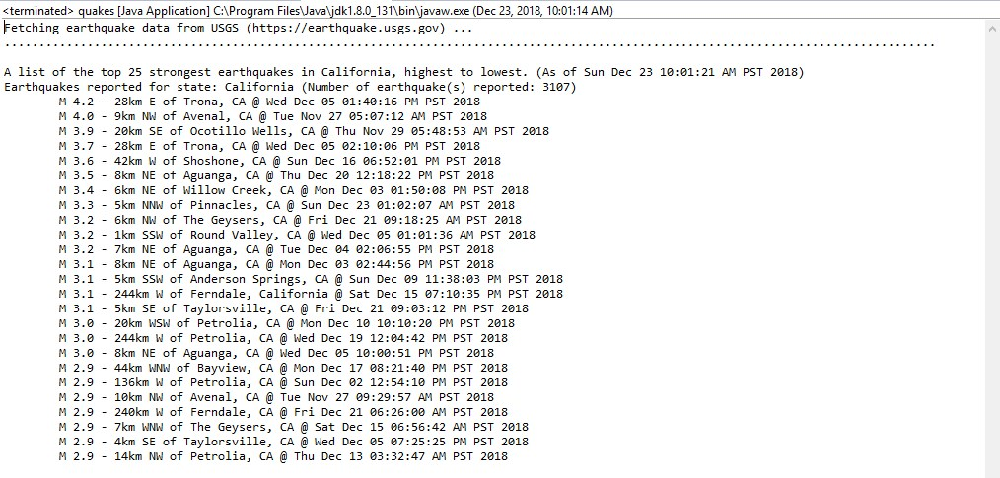 <terminated> quakes [Java Application] C:\Program Files\Java\jdk1.8.0_131\bin\javaw.exe (Dec 23, 2018, 10:01:14 AM)
Fetching earthquake data from USGS (https://earthquake.usgs.gov) ...
.......................................................................................................................................
A list of the top 25 strongest earthquakes in California, highest to lowest. (As of Sun Dec 23 10:01:21 AM PST 2018)
Earthquakes reported for state: California (Number of earthquake(s) reported: 3107)
M 4.2 - 28km E of Trona, CA @ Wed Dec 05 01:40:16 PM PST 2018
M 4.0 - 9km NW of Avenal, CA @ Tue Nov 27 05:07:12 AM PST 2018
M 3.9 - 20km SE of Ocotillo Wells, CA @ Thu Nov 29 05:48:53 AM PST 2018
M 3.7 - 28km E of Trona, CA @ Wed Dec 05 02:10:06 PM PST 2018
M 3.6 - 42km W of Shoshone, CA @ Sun Dec 16 06:52:01 PM PST 2018
M 3.5 - 8km NE of Aguanga, CA @ Thu Dec 20 12:18:22 PM PST 2018
M 3.4 - 6km NE of Willow Creek, CA @ Mon Dec 03 01:50:08 PM PST 2018
M 3.3 - 5km NNW of Pinnacles, CA @ Sun Dec 23 01:02:07 AM PST 2018
M 3.2 - 6km NW of The Geysers, CA @ Fri Dec 21 09:18:25 AM PST 2018
M 3.2 - 1km SSW of Round Valley, CA @ Wed Dec 05 01:01:36 AM PST 2018
M 3.2 - 7km NE of Aguanga, CA @ Tue Dec 04 02:06:55 PM PST 2018
M 3.1 - 8km NE of Aguanga, CA @ Mon Dec 03 02:44:56 PM PST 2018
M 3.1 - 5km SSW of Anderson Springs, CA @ Sun Dec 09 11:38:03 PM PST 2018
M 3.1 - 244km W of Ferndale, California @ Sat Dec 15 07:10:35 PM PST 2018
M 3.1 - 5km SE of Taylorsville, CA @ Fri Dec 21 09:03:12 PM PST 2018
M 3.0 - 20km WSW of Petrolia, CA @ Mon Dec 10 10:10:20 PM PST 2018
M 3.0 - 244km W of Petrolia, CA @ Wed Dec 19 12:04:42 PM PST 2018
M 3.0 - 8km NE of Aguanga, CA @ Wed Dec 05 10:00:51 PM PST 2018
M 2.9 - 44km WNW of Bayview, CA @ Mon Dec 17 08:21:40 PM PST 2018
M 2.9 - 136km W of Petrolia, CA @ Sun Dec 02 12:54:10 PM PST 2018
M 2.9 - 10km NW of Avenal, CA @ Tue Nov 27 09:29:57 AM PST 2018
M 2.9 - 240km W of Ferndale, CA @ Fri Dec 21 06:26:00 AM PST 2018
M 2.9 - 7km WNW of The Geysers, CA @ Sat Dec 15 06:56:42 AM PST 2018
M 2.9 - 4km SE of Taylorsville, CA @ Wed Dec 05 07:25:25 PM PST 2018
M 2.9 - 14km NW of Petrolia, CA @ Thu Dec 13 03:32:47 AM PST 2018